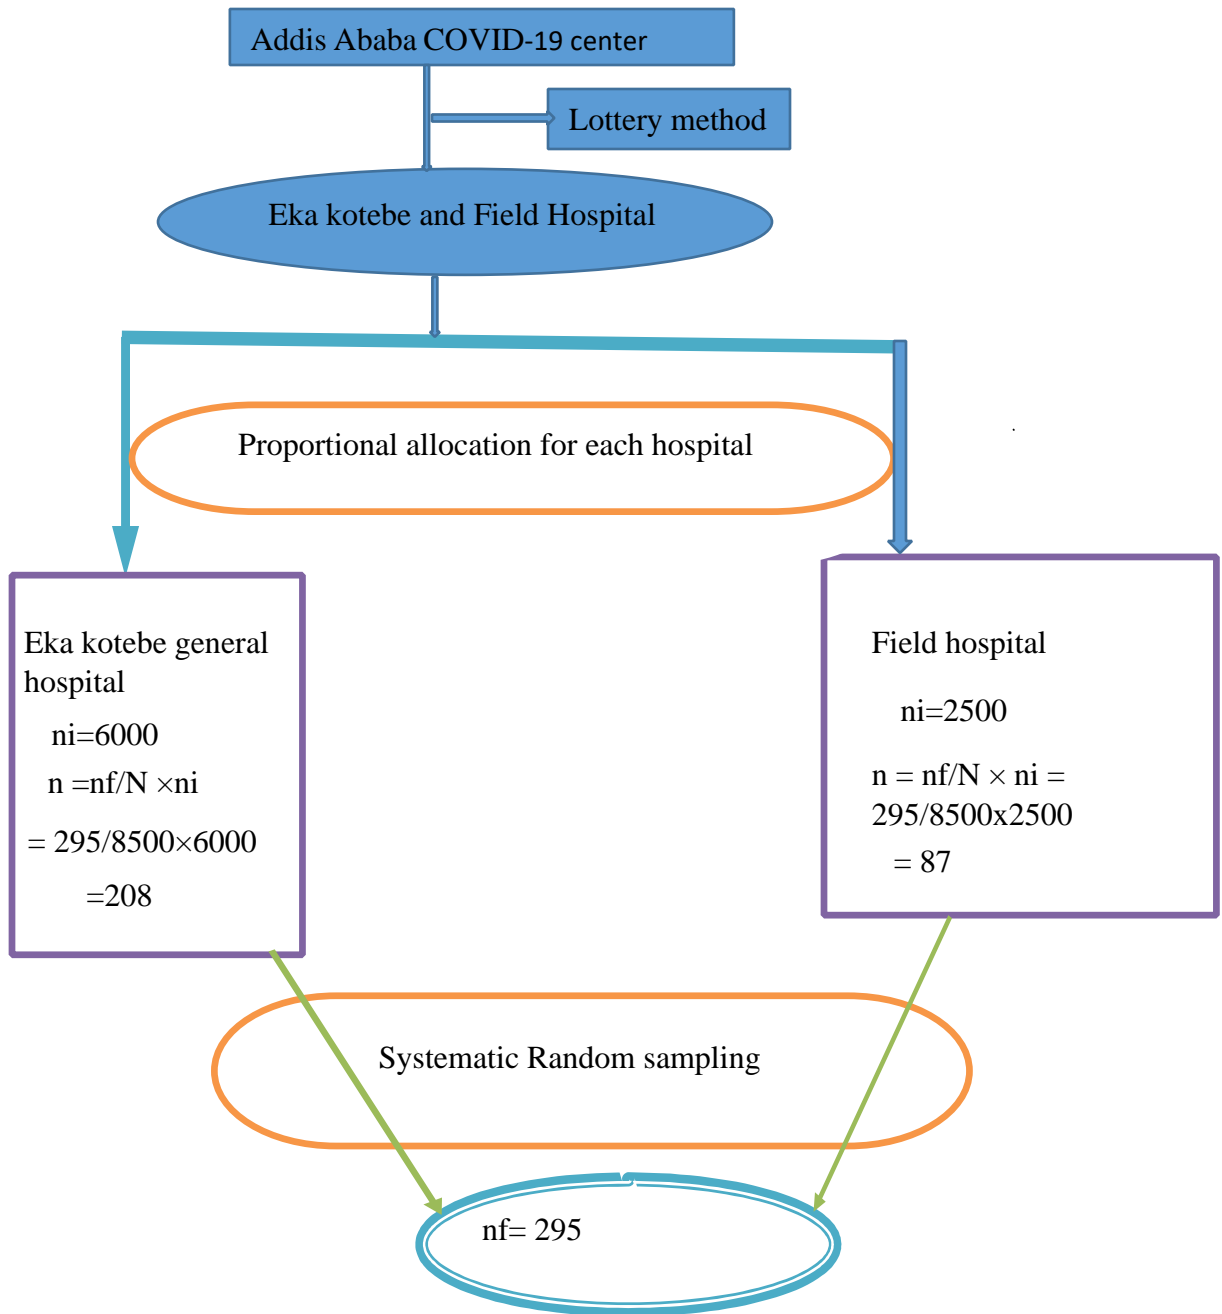 Addis Ababa COVID-19 center
Lottery method
Eka kotebe and Field Hospital
Proportional allocation for each hospital
Eka kotebe general
hospital
ni=6000
n =nf/N ×ni
= 295/8500×6000
=208
Field hospital
ni=2500
n = nf/N × ni =
295/8500x2500
= 87
Systematic Random sampling
nf= 295